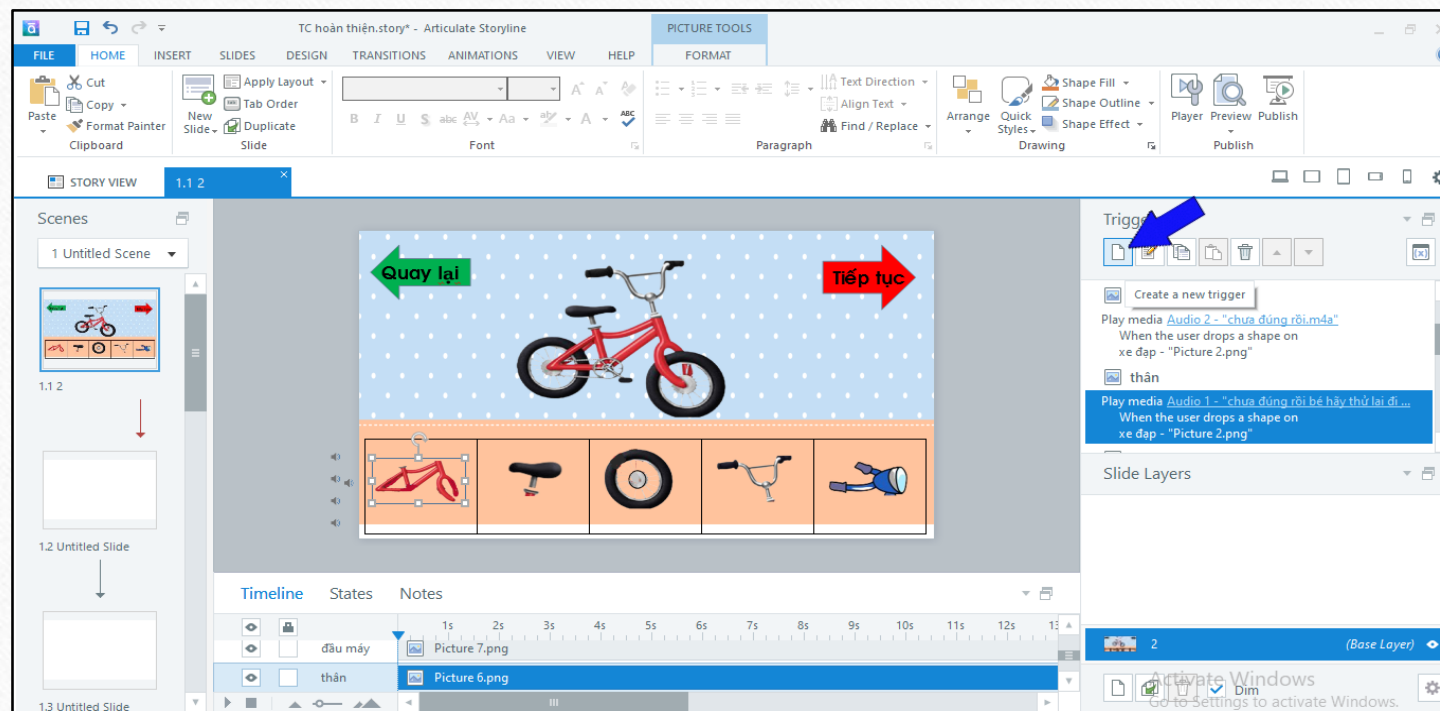 TC hoàn thiện.story* - Articulate Storyline
PICTURE TOOLS
FILE HOME INSERT SLIDES DESIGN TRANSITIONS ANIMATIONS VIEW HELP FORMAT
Paste
Cut
Copy
Format Painter
Clipboard
New
Slide
Apply Layout
Tab Order
Duplicate
Slide
B I U S abc AV Aa A
ABC
Font
Text Direction
Align Text
Find / Replace
Paragraph
Arrange
Quick
Styles
Shape Fill
Shape Outline
Shape Effect
Drawing
Player Preview Publish
Publish
STORY VIEW
1.1 2
Scenes
1 Untitled Scene
1.1 2
1.2 Untitled Slide
1.3 Untitled Slide
Quay lại
Tiếp tục
Timeline States Notes
1s 2s 3s 4s 5s 6s 7s 8s 9s 10s 11s 12s
đầu máy Picture 7.png
thân Picture 6.png
Create a new trigger
Play media Audio 2 - "chưa đúng rồi.m4a"
When the user drops a shape on
xe đạp - "Picture 2.png"
thân
Play media Audio 1 - "chưa đúng rồi bé hãy thử lại đi ...
When the user drops a shape on
xe đạp - "Picture 2.png"
Slide Layers
2 (Base Layer)
Dim
Activate Windows
Go to Settings to activate Windows.